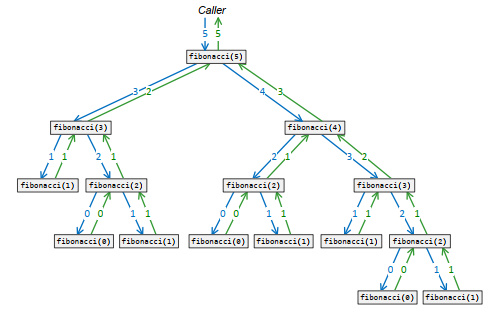 Caller
5 5
fibonacci(5)
3 2 4 3
fibonacci(3) fibonacci(4)
1 1 2 1 2 1 3 2
fibonacci(1) fibonacci(2) fibonacci(2) fibonacci(3)
0 0 1 1 0 0 1 1 1 1 2 1
fibonacci(0) fibonacci(1) fibonacci(0) fibonacci(1) fibonacci(1) fibonacci(2)
0 0 1 1
fibonacci(0) fibonacci(1)